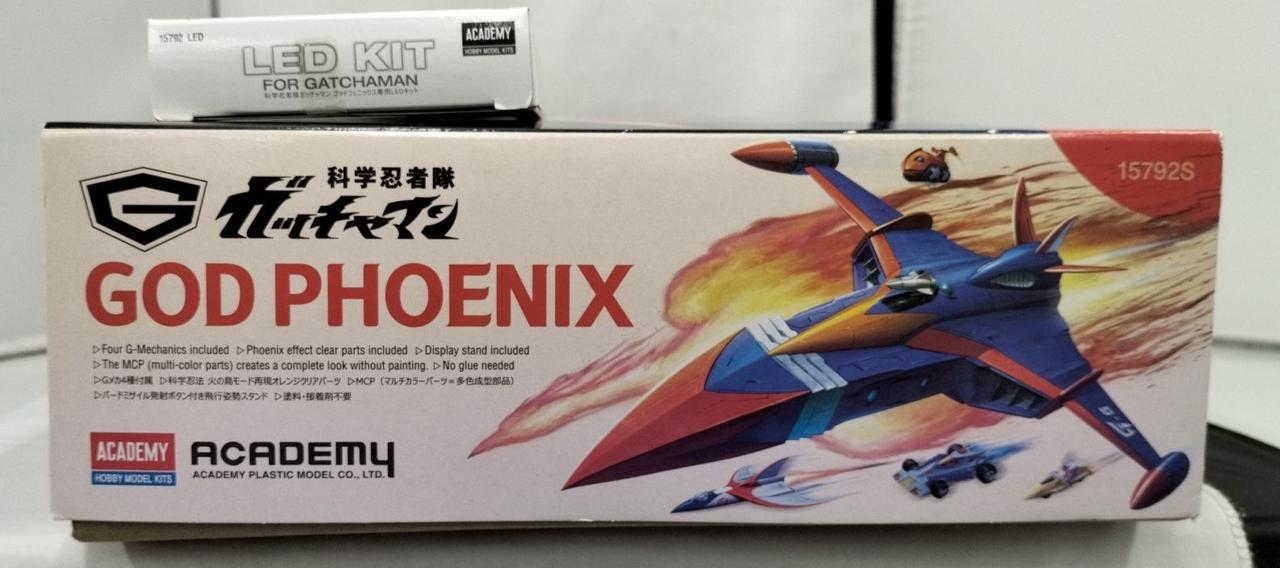 15792 LED
ACADEMY
HOBBY MODEL KITS
LED KIT
FOR GATCHAMAN
科学忍者隊ガッチャマン ゴッドフェニックス専用LEDキット
15792S
G
科学忍者隊
ガッチャマン
GOD PHOENIX
▷Four G-Mechanics included ▷Phoenix effect clear parts included ▷Display stand included
▷The MCP (multi-color parts) creates a complete look without painting. ▷No glue needed
▷Gメカ4種付属 ▷科学忍法 火の鳥モード再現オレンジクリアパーツ ▷MCP（マルチカラーパーツ＝多色成型部品）
▷バードミサイル発射ボタン付き飛行姿勢スタンド ▷塗料・接着剤不要
ACADEMY
HOBBY MODEL KITS
ACADEMY
ACADEMY PLASTIC MODEL CO., LTD.